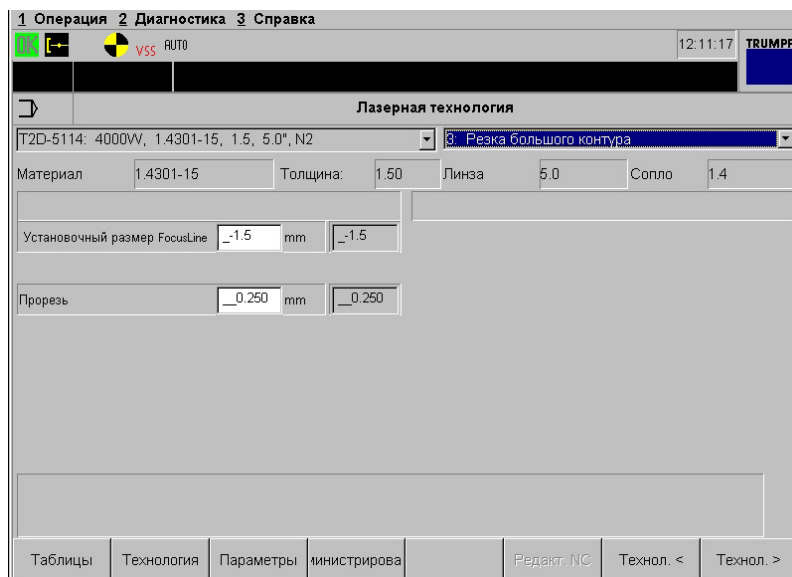 1 Операция 2 Диагностика 3 Справка
OK VSS AUTO 12:11:17 TRUMPF
Лазерная технология
T2D-5114: 4000W, 1.4301-15, 1.5, 5.0", N2 3: Резка большого контура
Материал 1.4301-15 Толщина: 1.50 Линза 5.0 Сопло 1.4
Установочный размер FocusLine _-1.5 mm _-1.5
Прорезь __0.250 mm __0.250
Таблицы Технология Параметры министрирова Редакт. NC Технол. < Технол. >